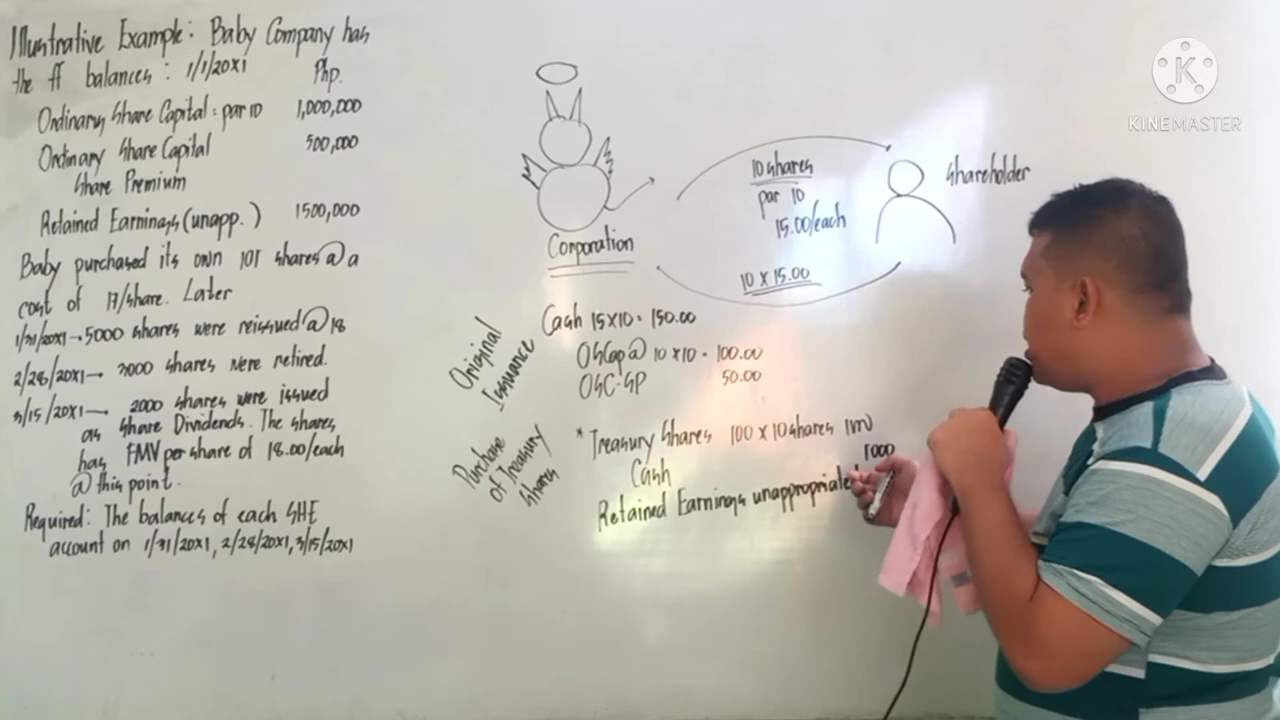 Illustrative Example: Baby Company has
the ff balances: 1/1/20X1 Php.
Ordinary Share Capital: par 10 1,000,000
Ordinary Share Capital 500,000
Share Premium
Retained Earnings (unapp.) 1500,000
Baby purchased its own 10T shares @ a
cost of 17/share. Later
1/31/20X1 → 5000 shares were reissued @ 18
2/28/20X1 → 3000 shares were retired.
3/15/20X1 → 2000 shares were issued
as Share Dividends. The shares
has FMV per share of 18.00/each
@ this point.
Required: The balances of each SHE
account on 1/31/20X1, 2/28/20X1, 3/15/20X1
Corporation
10 shares
par 10
15.00/each
Shareholder
10 X 15.00
Original
Issuance
Cash 15X10 = 150.00
OSCap @ 10 X 10 = 100.00
OSC-SP 50.00
Purchase
of Treasury
Shares
* Treasury Shares 100 x 10 shares
Cash 1000
Retained Earnings unappropriate
K
KINEMASTER